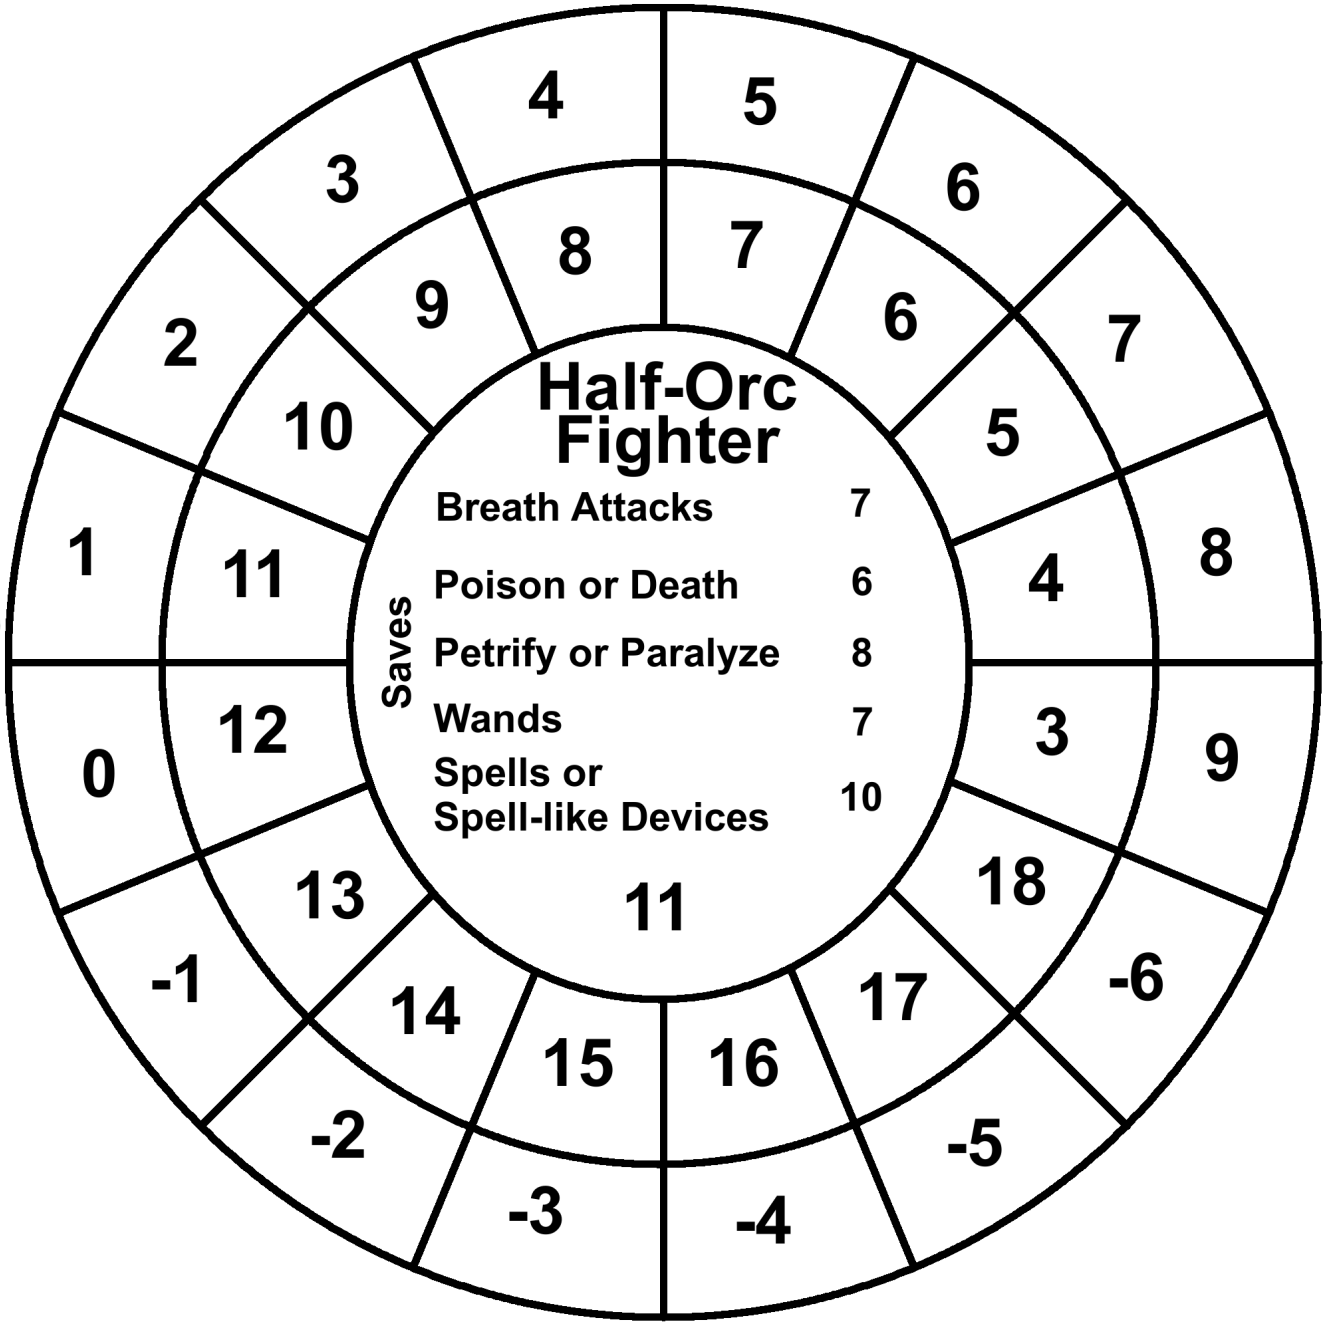 4 5
3 6
2 7
1 8
0 9
-1 -6
-2 -5
-3 -4
8 7
9 6
10 5
11 4
12 3
13 18
14 17
15 16
Half-Orc
Fighter
Saves
Breath Attacks 7
Poison or Death 6
Petrify or Paralyze 8
Wands 7
Spells or
Spell-like Devices 10
11